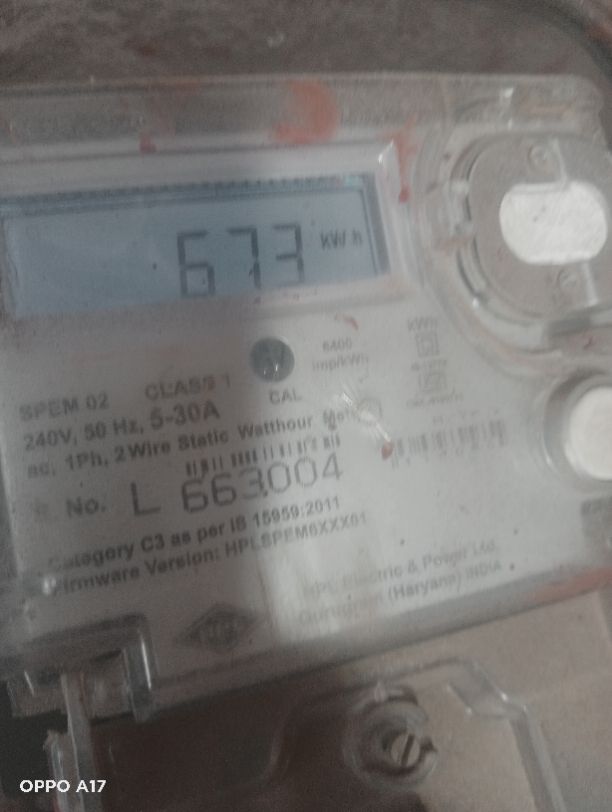 673 kW h
6400
imp/kWh
kWh
SPEM 02 CLASS 1 CAL
240V, 50 Hz, 5-30A
ac, 1Ph, 2Wire Static Watthour Meter
No. L 663004
Category C3 as per IS 15959:2011
Firmware Version: HPLSPEM6XXX01
HPL Electric & Power Ltd.
Gurugram (Haryana) INDIA
OPPO A17